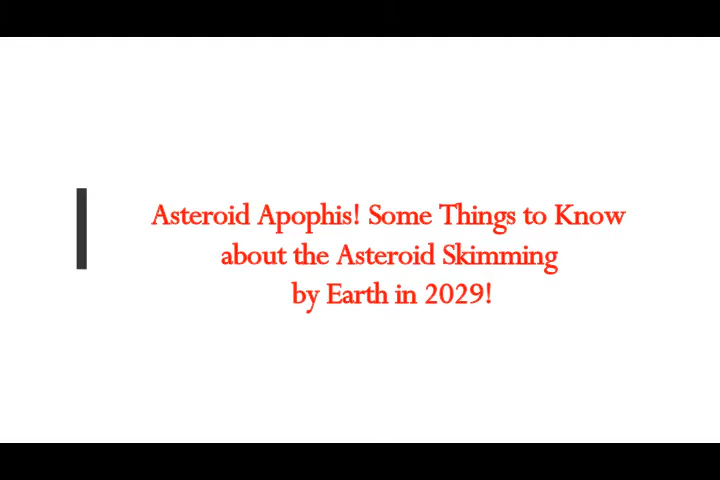 Asteroid Apophis! Some Things to Know
about the Asteroid Skimming
by Earth in 2029!